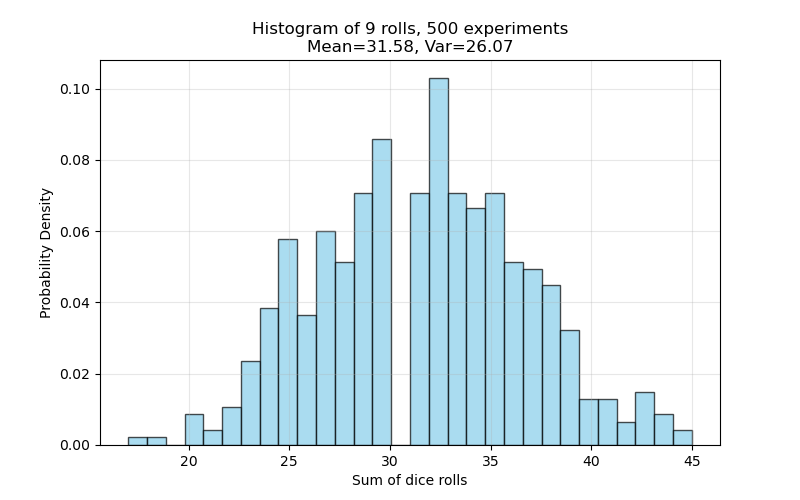 Histogram of 9 rolls, 500 experiments
Mean=31.58, Var=26.07
0.10
0.08
0.06
0.04
0.02
0.00
Probability Density
20 25 30 35 40 45
Sum of dice rolls